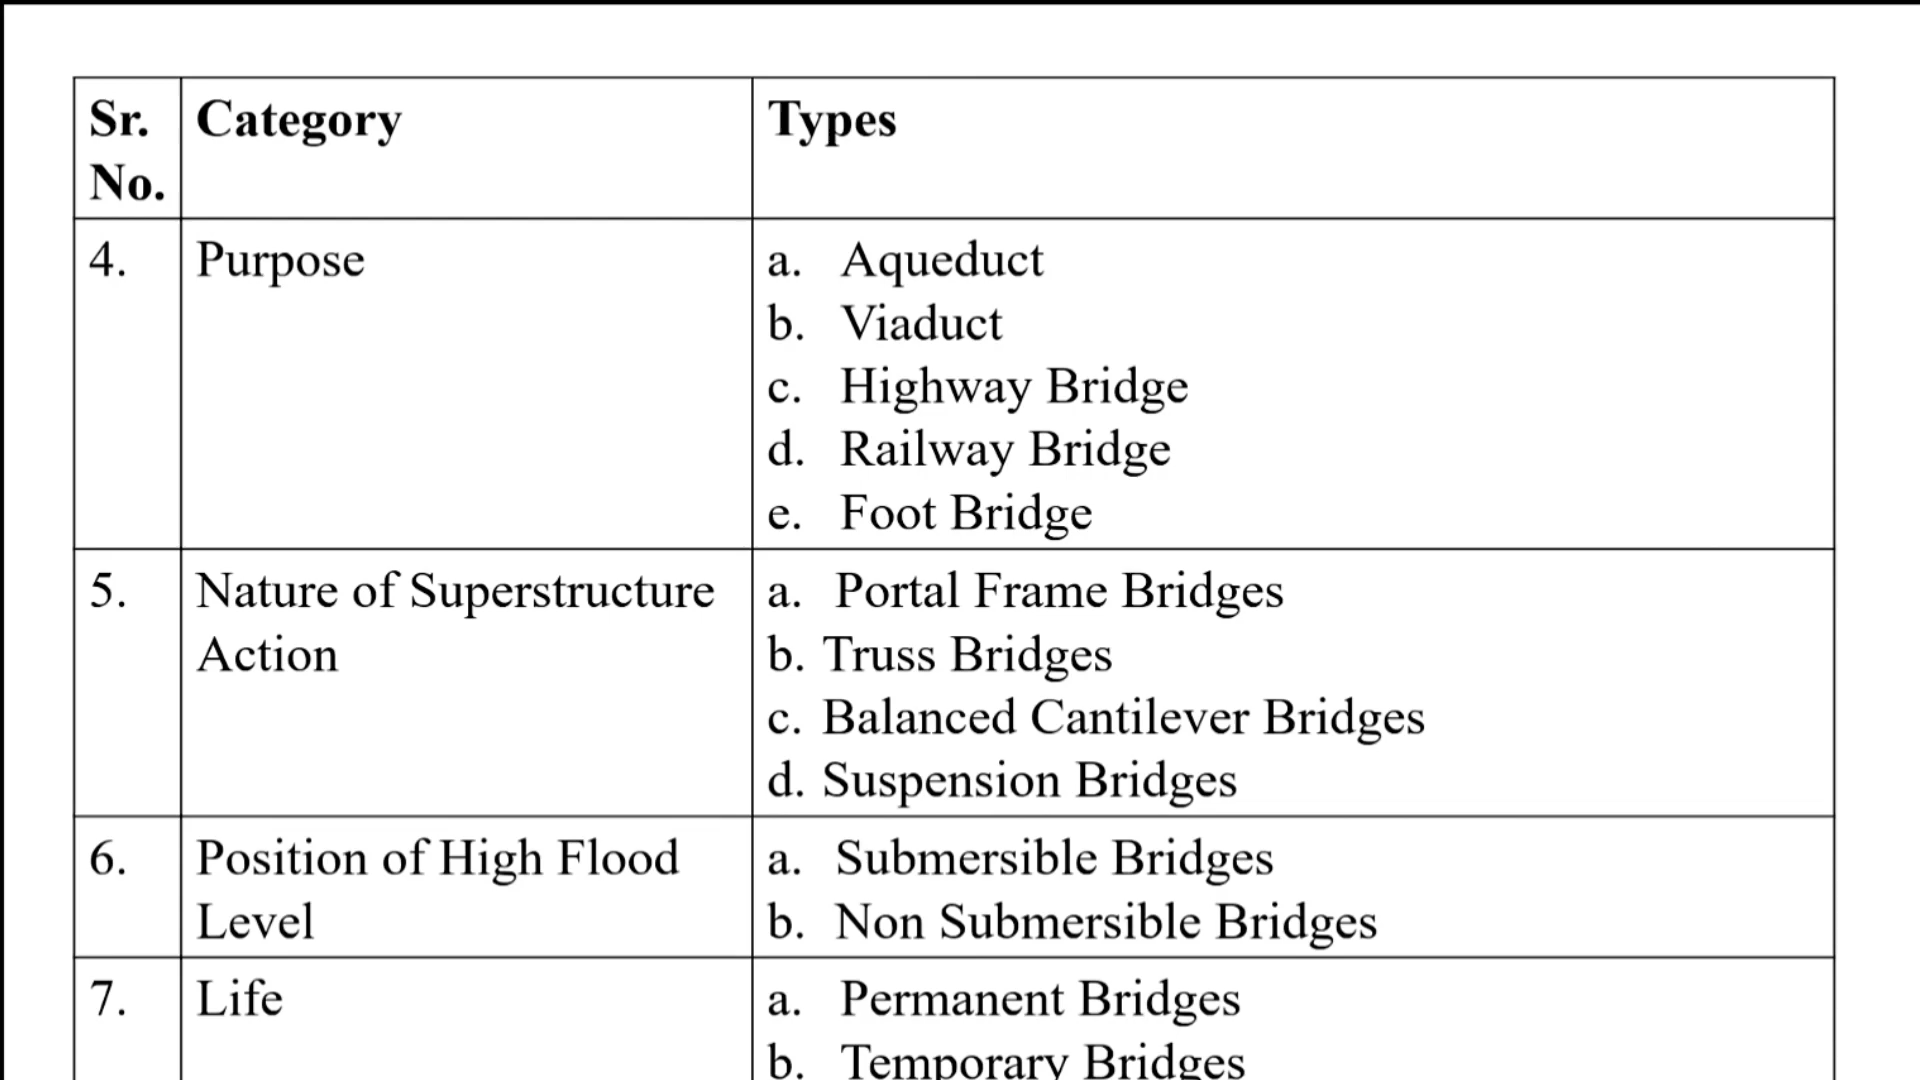 Sr. No. Category Types
4. Purpose a. Aqueduct
b. Viaduct
c. Highway Bridge
d. Railway Bridge
e. Foot Bridge
5. Nature of Superstructure a. Portal Frame Bridges
Action b. Truss Bridges
c. Balanced Cantilever Bridges
d. Suspension Bridges
6. Position of High Flood a. Submersible Bridges
Level b. Non Submersible Bridges
7. Life a. Permanent Bridges
b. Temporary Bridges